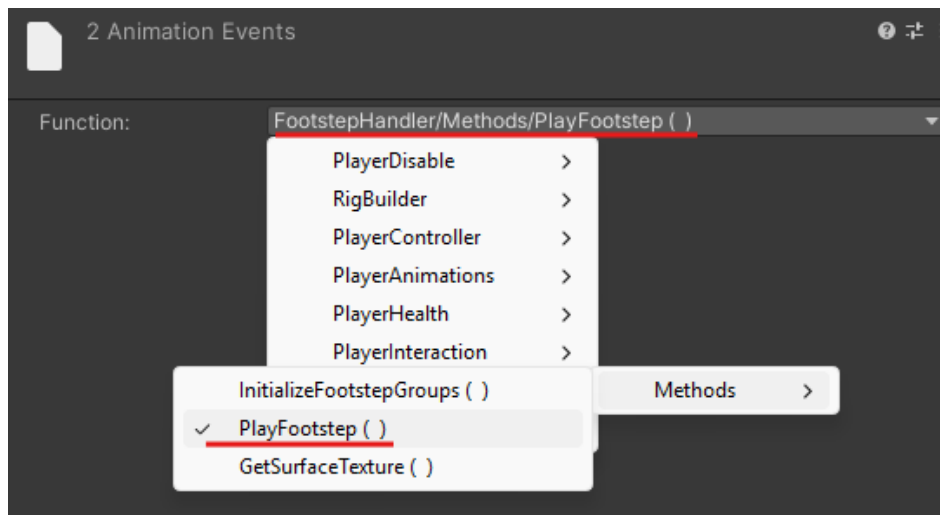 2 Animation Events
Function:
FootstepHandler/Methods/PlayFootstep ( )
PlayerDisable
RigBuilder
PlayerController
PlayerAnimations
PlayerHealth
PlayerInteraction
Methods
InitializeFootstepGroups ( )
PlayFootstep ( )
GetSurfaceTexture ( )